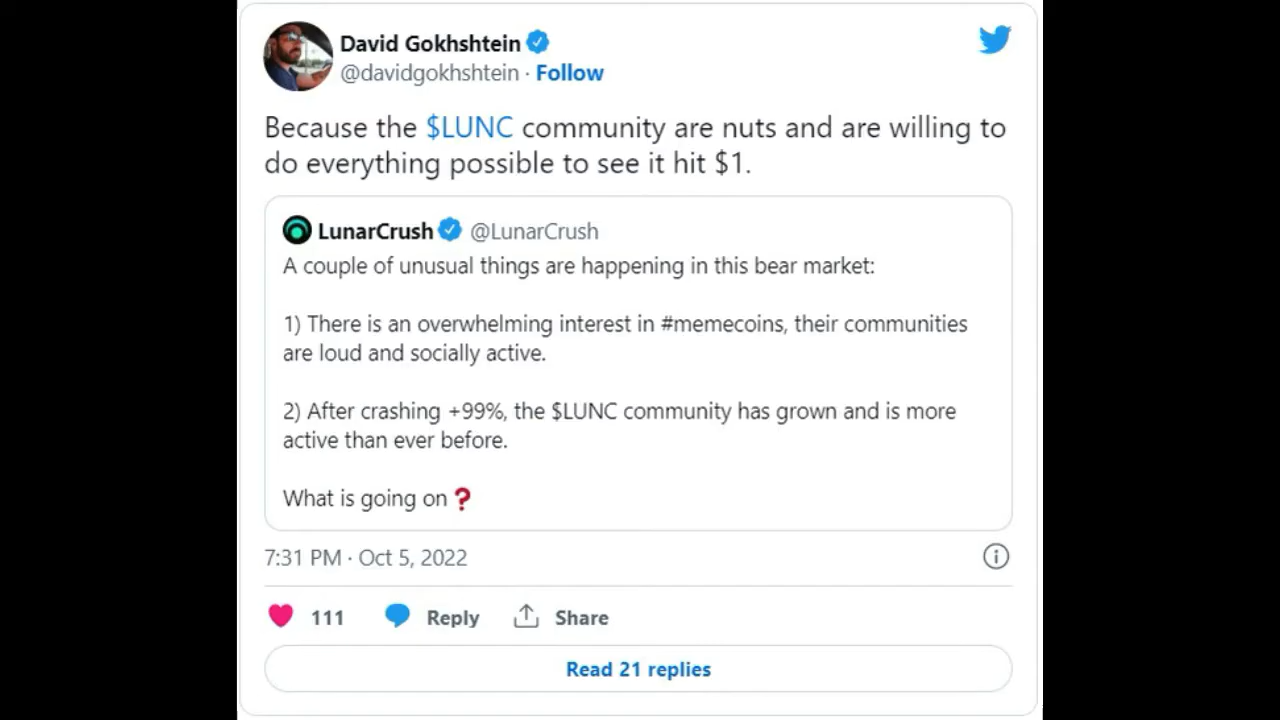 David Gokhshtein
@davidgokhshtein · Follow
Because the $LUNC community are nuts and are willing to
do everything possible to see it hit $1.
LunarCrush @LunarCrush
A couple of unusual things are happening in this bear market:
1) There is an overwhelming interest in #memecoins, their communities
are loud and socially active.
2) After crashing +99%, the $LUNC community has grown and is more
active than ever before.
What is going on❓
7:31 PM · Oct 5, 2022
111 Reply Share
Read 21 replies